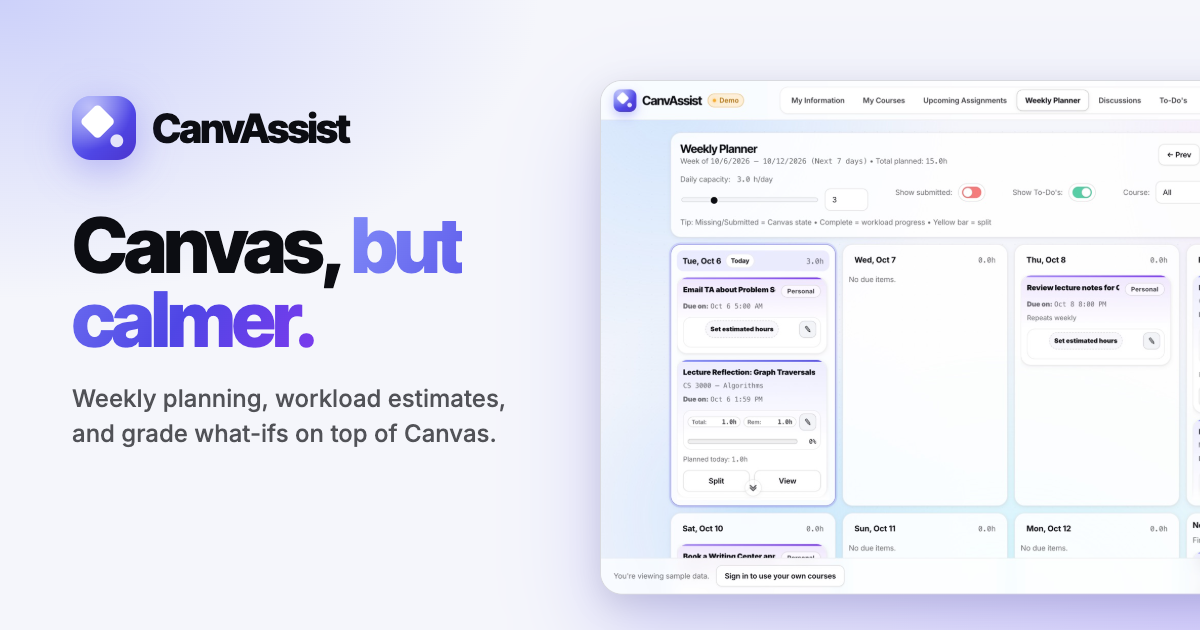 CanvAssist
Canvas, but
calmer.
Weekly planning, workload estimates,
and grade what-ifs on top of Canvas.
CanvAssist Demo My Information My Courses Upcoming Assignments Weekly Planner Discussions To-Do's
Weekly Planner
Week of 10/6/2026 – 10/12/2026 (Next 7 days) • Total planned: 15.0h
← Prev
Daily capacity: 3.0 h/day
3
Show submitted:
Show To-Do's:
Course: All
Tip: Missing/Submitted = Canvas state • Complete = workload progress • Yellow bar = split
Tue, Oct 6 Today 3.0h
Email TA about Problem S Personal
Due on: Oct 6 5:00 AM
Set estimated hours
Lecture Reflection: Graph Traversals
CS 3000 – Algorithms
Due on: Oct 6 1:59 PM
Total: 1.0h Rem: 1.0h
0%
Planned today: 1.0h
Split View
Wed, Oct 7 0.0h
No due items.
Thu, Oct 8 0.0h
Review lecture notes for C Personal
Due on: Oct 8 8:00 PM
Repeats weekly
Set estimated hours
Sat, Oct 10 0.0h
Book a Writing Center Personal
Sun, Oct 11 0.0h
No due items.
Mon, Oct 12 0.0h
No due items.
You're viewing sample data. Sign in to use your own courses